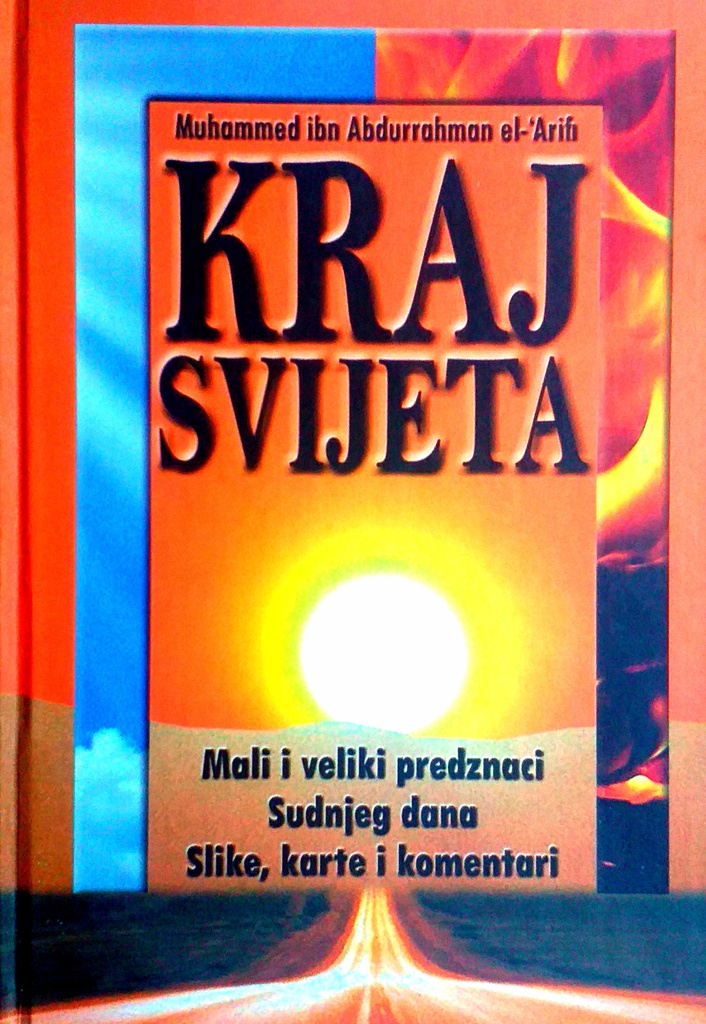 Muhammed ibn Abdurrahman el-‘Arifi
KRAJ
SVIJETA
Mali i veliki predznaci
Sudnjeg dana
Slike, karte i komentari